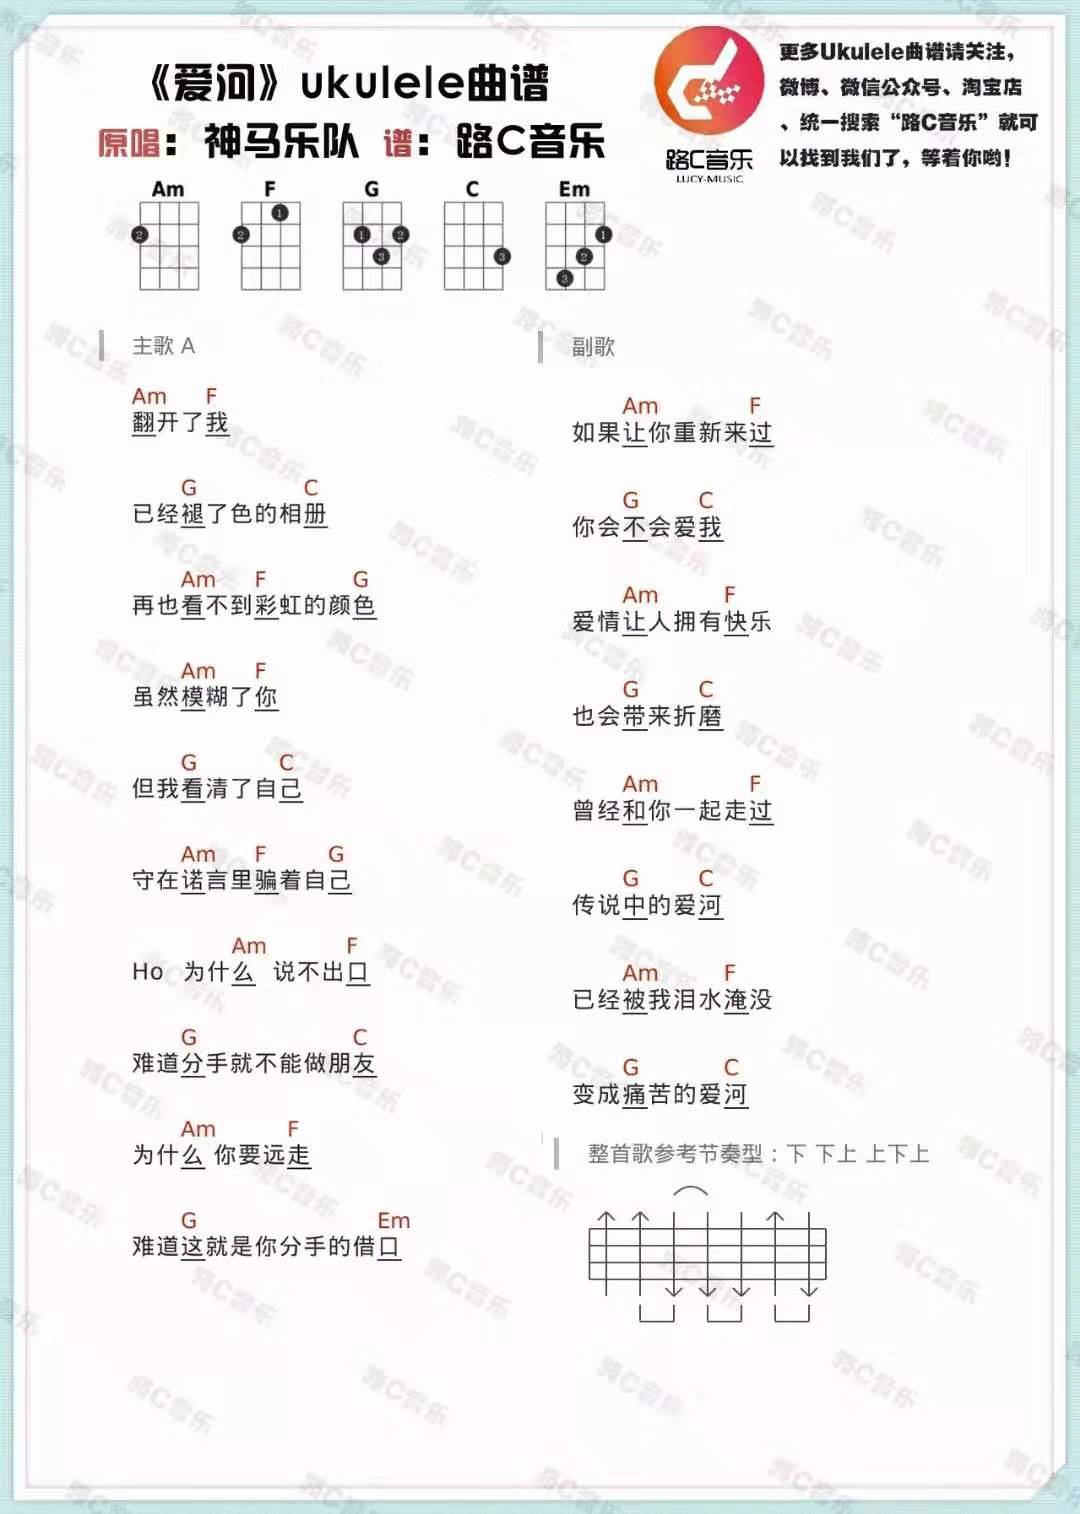 《爱河》ukulele曲谱
原唱：神马乐队 谱：路C音乐
路C音乐
LUCY-MUSIC
更多Ukulele曲谱请关注，
微博、微信公众号、淘宝店
、统一搜索“路C音乐”就可
以找到我们了，等着你哟！
Am F G C Em
2 2 1 1 2 3 3 1 2 3
主歌 A
Am F
翻开了我
G C
已经褪了色的相册
Am F G
再也看不到彩虹的颜色
Am F
虽然模糊了你
G C
但我看清了自己
Am F G
守在诺言里骗着自己
Am F
Ho 为什么 说不出口
G C
难道分手就不能做朋友
Am F
为什么 你要远走
G Em
难道这就是你分手的借口
副歌
Am F
如果让你重新来过
G C
你会不会爱我
Am F
爱情让人拥有快乐
G C
也会带来折磨
Am F
曾经和你一起走过
G C
传说中的爱河
Am F
已经被我泪水淹没
G C
变成痛苦的爱河
整首歌参考节奏型：下 下上 上下上